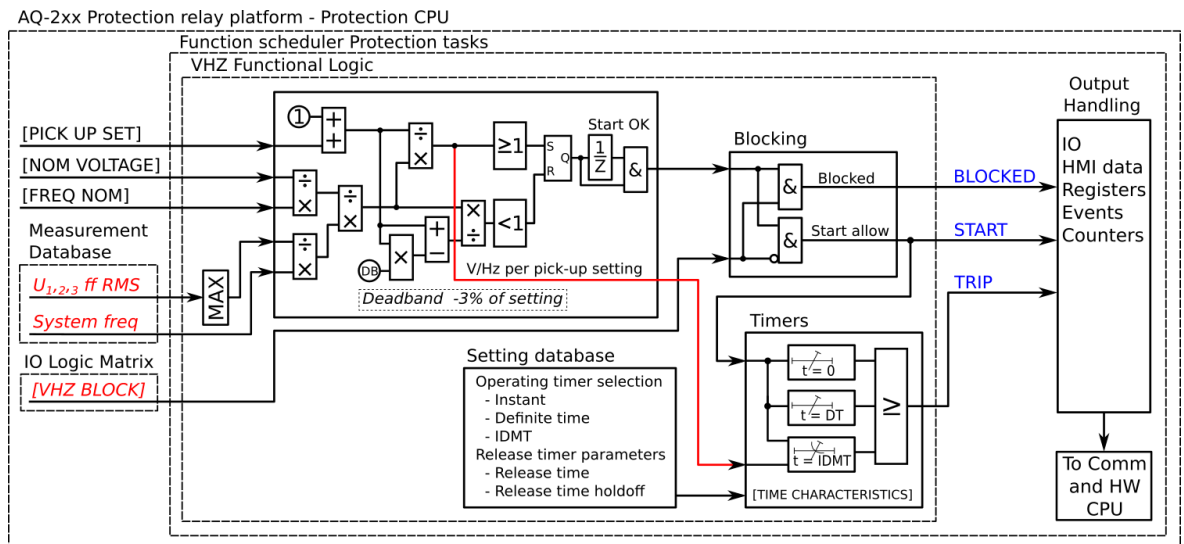 AQ-2xx Protection relay platform - Protection CPU
Function scheduler Protection tasks
VHZ Functional Logic
[PICK UP SET]
[NOM VOLTAGE]
[FREQ NOM]
Measurement
Database
U1,2,3 ff RMS
System freq
IO Logic Matrix
[VHZ BLOCK]
MAX
1
+
+
÷
×
÷
×
÷
×
÷
×
DB
×
+
−
×
÷
≥1
<1
S
R
Q
Start OK
1
Z
&
V/Hz per pick-up setting
Deadband -3% of setting
Blocking
&
Blocked
&
Start allow
BLOCKED
START
TRIP
Setting database
Operating timer selection
- Instant
- Definite time
- IDMT
Release timer parameters
- Release time
- Release time holdoff
Timers
t = 0
t = DT
t = IDMT
≥
[TIME CHARACTERISTICS]
Output
Handling
IO
HMI data
Registers
Events
Counters
To Comm
and HW
CPU